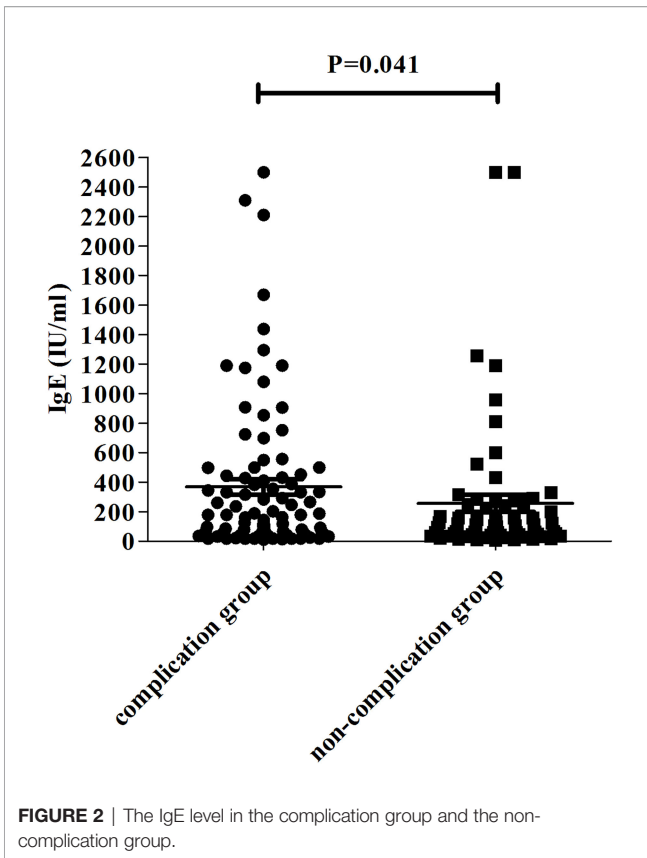 P=0.041
IgE (IU/ml)
2600
2400
2200
2000
1800
1600
1400
1200
1000
800
600
400
200
0
complication group
non-complication group
FIGURE 2 | The IgE level in the complication group and the non-
complication group.